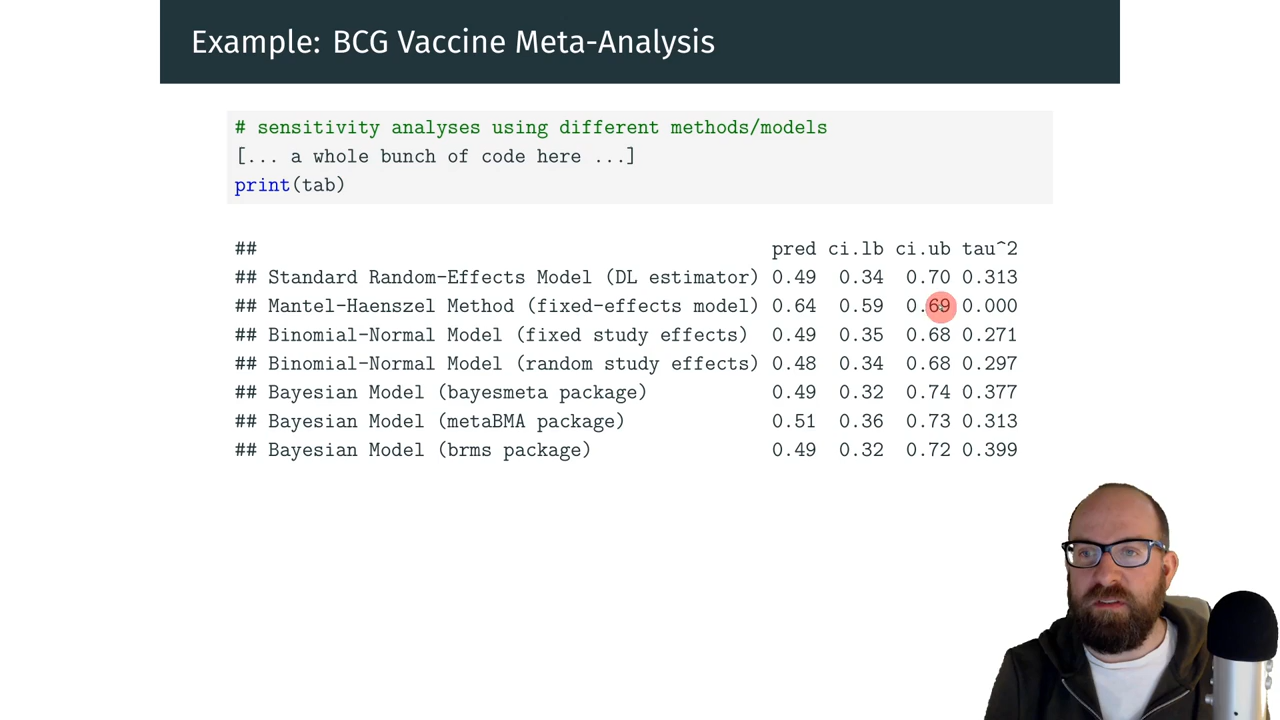 Example: BCG Vaccine Meta-Analysis
# sensitivity analyses using different methods/models
[... a whole bunch of code here ...]
print(tab)
## pred ci.lb ci.ub tau^2
## Standard Random-Effects Model (DL estimator) 0.49 0.34 0.70 0.313
## Mantel-Haenszel Method (fixed-effects model) 0.64 0.59 0.69 0.000
## Binomial-Normal Model (fixed study effects) 0.49 0.35 0.68 0.271
## Binomial-Normal Model (random study effects) 0.48 0.34 0.68 0.297
## Bayesian Model (bayesmeta package) 0.49 0.32 0.74 0.377
## Bayesian Model (metaBMA package) 0.51 0.36 0.73 0.313
## Bayesian Model (brms package) 0.49 0.32 0.72 0.399